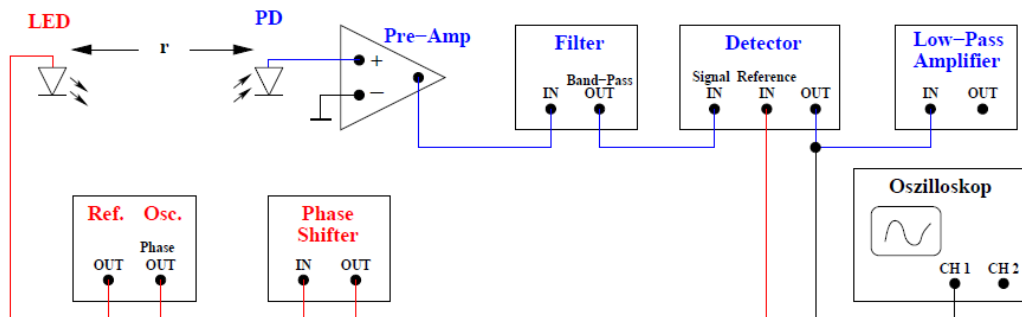 LED
r
PD
Pre-Amp
+
−
Filter
Band-Pass
IN OUT
Detector
Signal Reference
IN IN OUT
Low-Pass
Amplifier
IN OUT
Ref. Osc.
Phase
OUT OUT
Phase
Shifter
IN OUT
Oszilloskop
CH 1 CH 2